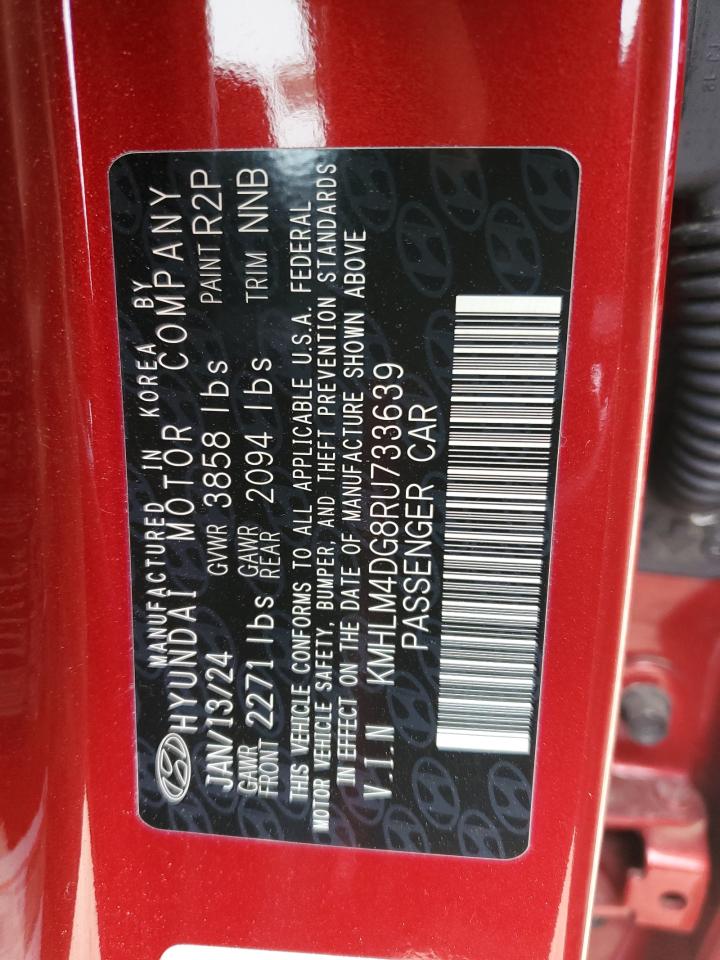 MANUFACTURED IN KOREA BY
HYUNDAI MOTOR COMPANY
JAN/13/24 GVWR 3858 lbs PAINT R2P
GAWR FRONT 2271 lbs GAWR REAR 2094 lbs TRIM NNB
THIS VEHICLE CONFORMS TO ALL APPLICABLE U.S.A. FEDERAL
MOTOR VEHICLE SAFETY, BUMPER, AND THEFT PREVENTION STANDARDS
IN EFFECT ON THE DATE OF MANUFACTURE SHOWN ABOVE
V.I.N KMHLM4DG8RU733639
PASSENGER CAR